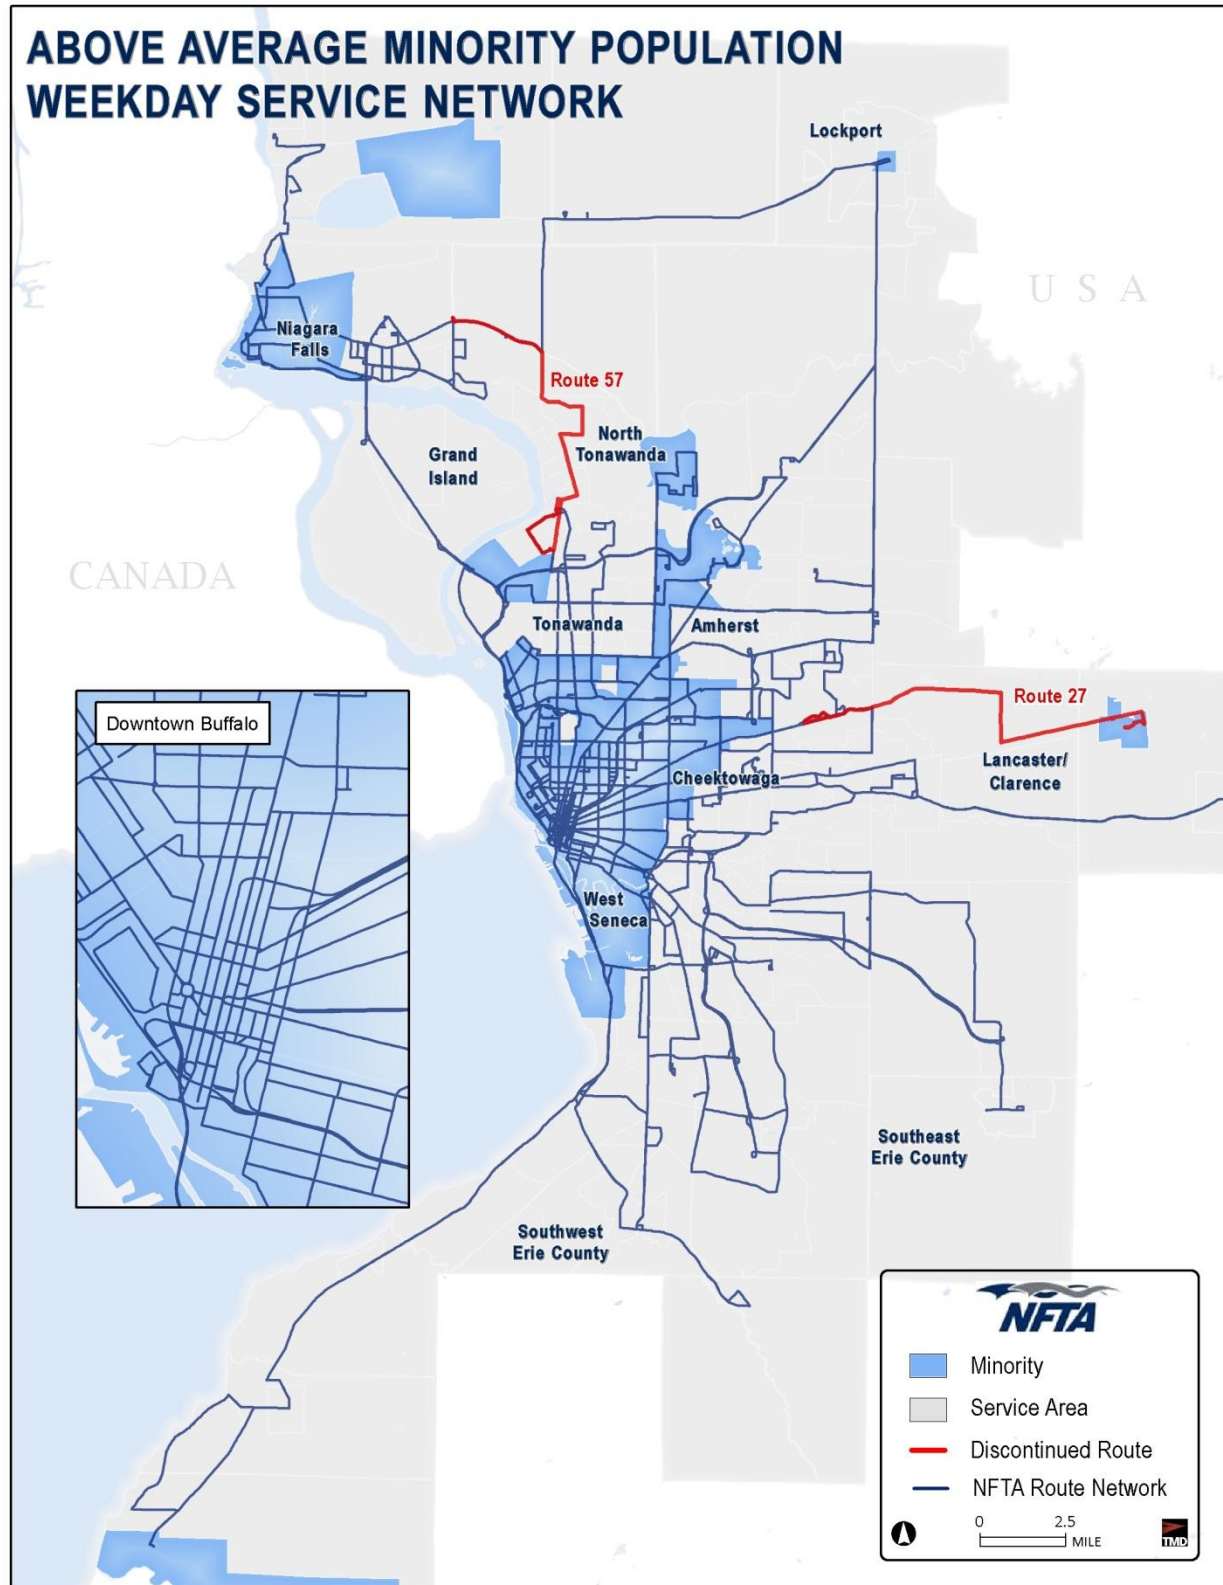 ABOVE AVERAGE MINORITY POPULATION
WEEKDAY SERVICE NETWORK
Lockport
U S A
Niagara
Falls
Route 57
North
Tonawanda
Grand
Island
CANADA
Tonawanda
Amherst
Route 27
Downtown Buffalo
Lancaster/
Clarence
Cheektowaga
West
Seneca
Southeast
Erie County
Southwest
Erie County
NFTA
Minority
Service Area
Discontinued Route
NFTA Route Network
0 2.5
MILE
TMD